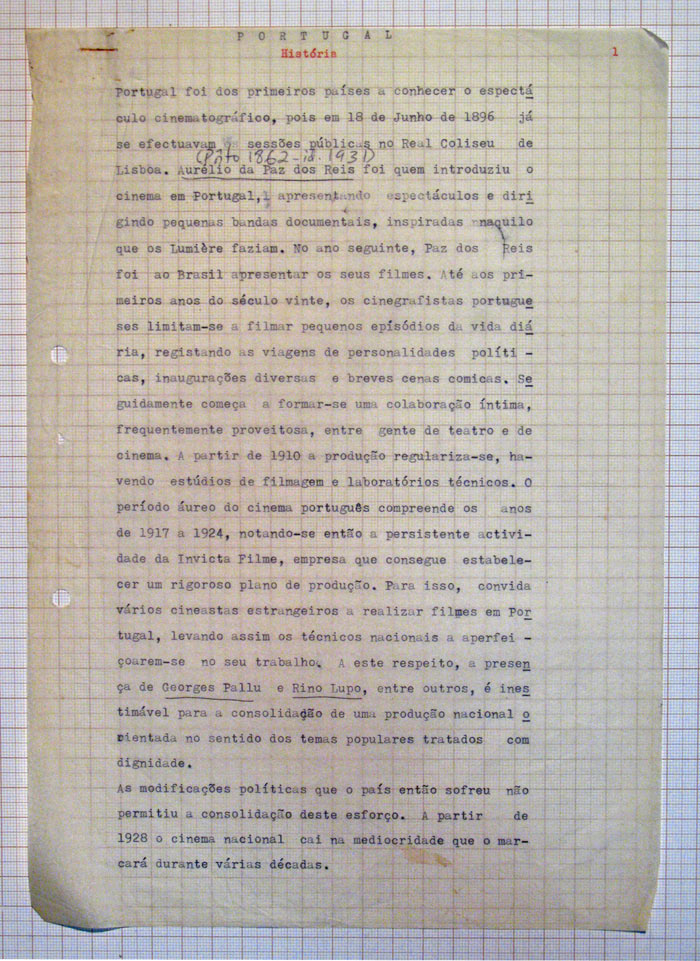 P O R T U G A L
História 1
Portugal foi dos primeiros países a conhecer o espectá
culo cinematográfico, pois em 18 de Junho de 1896 já
se efectuavam sessões públicas no Real Coliseu de
(Pôrto 1862-id. 1931)
Lisboa. Aurélio da Paz dos Reis foi quem introduziu o
cinema em Portugal, apresentando espectáculos e diri
gindo pequenas bandas documentais, inspiradas naquilo
que os Lumière faziam. No ano seguinte, Paz dos Reis
foi ao Brasil apresentar os seus filmes. Até aos pri-
meiros anos do século vinte, os cinegrafistas portugue
ses limitam-se a filmar pequenos episódios da vida diá
ria, registando as viagens de personalidades políti -
cas, inaugurações diversas e breves cenas comicas. Se
guidamente começa a formar-se uma colaboração íntima,
frequentemente proveitosa, entre gente de teatro e de
cinema. A partir de 1910 a produção regulariza-se, ha-
vendo estúdios de filmagem e laboratórios técnicos. O
período áureo do cinema português compreende os anos
de 1917 a 1924, notando-se então a persistente activi-
dade da Invicta Filme, empresa que consegue estabele-
cer um rigoroso plano de produção. Para isso, convida
vários cineastas estrangeiros a realizar filmes em Por
tugal, levando assim os técnicos nacionais a aperfei -
çoarem-se no seu trabalho. A este respeito, a presen
ça de Georges Pallu e Rino Lupo, entre outros, é ines
timável para a consolidação de uma produção nacional o
rientada no sentido dos temas populares tratados com
dignidade.
As modificações políticas que o país então sofreu não
permitiu a consolidação deste esforço. A partir de
1928 o cinema nacional cai na mediocridade que o mar-
cará durante várias décadas.